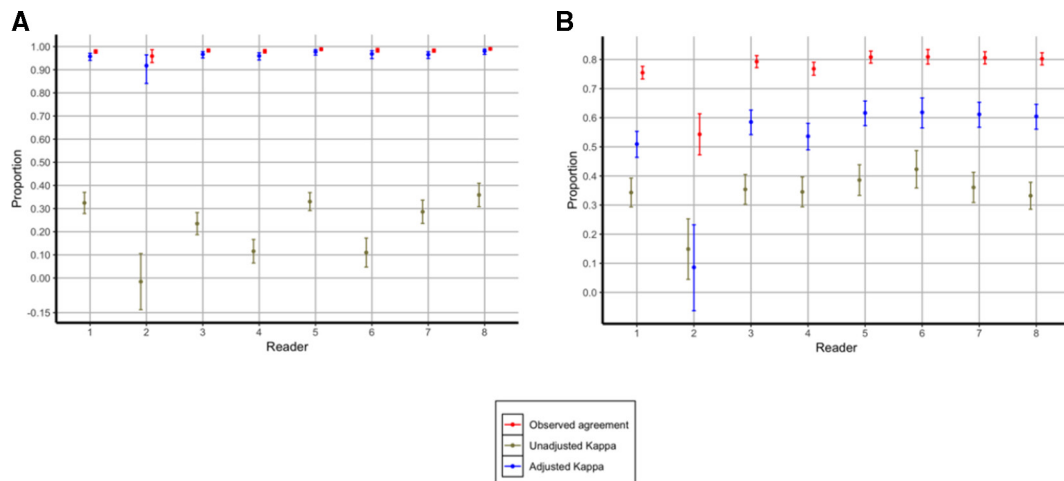 A
1.00
0.90
0.80
0.70
0.60
0.50
0.40
0.30
0.20
0.10
0.00
-0.15
Proportion
1 2 3 4 5 6 7 8
Reader
B
0.8
0.7
0.6
0.5
0.4
0.3
0.2
0.1
0.0
Proportion
1 2 3 4 5 6 7 8
Reader
Observed agreement
Unadjusted Kappa
Adjusted Kappa